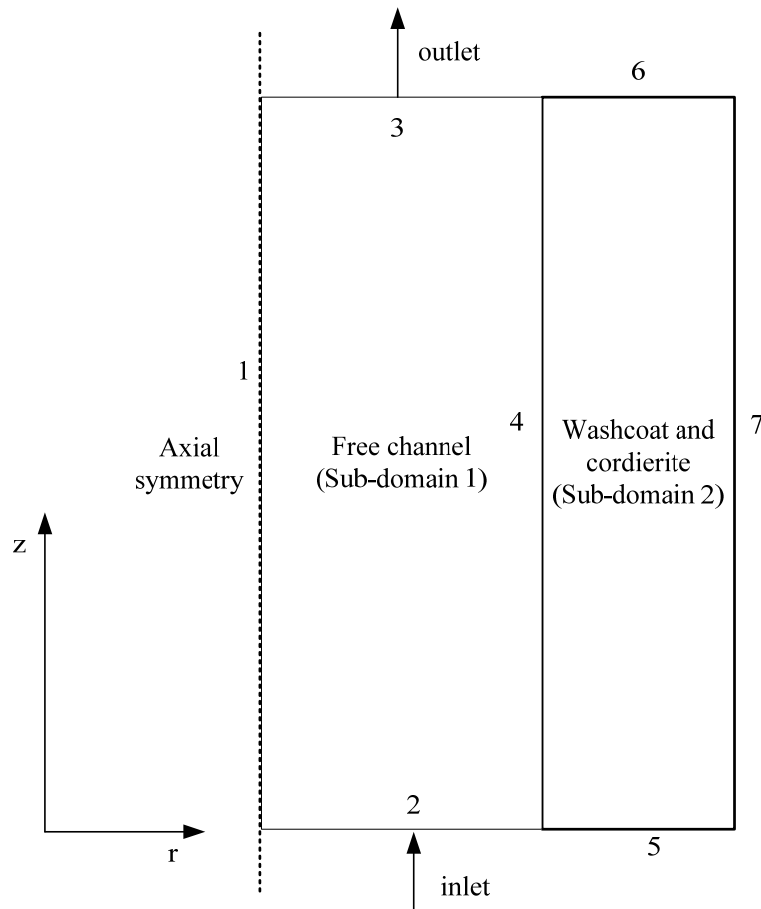 outlet
6
3
1
4
7
Axial
symmetry
Free channel
(Sub-domain 1)
Washcoat and
cordierite
(Sub-domain 2)
z
2
r
5
inlet